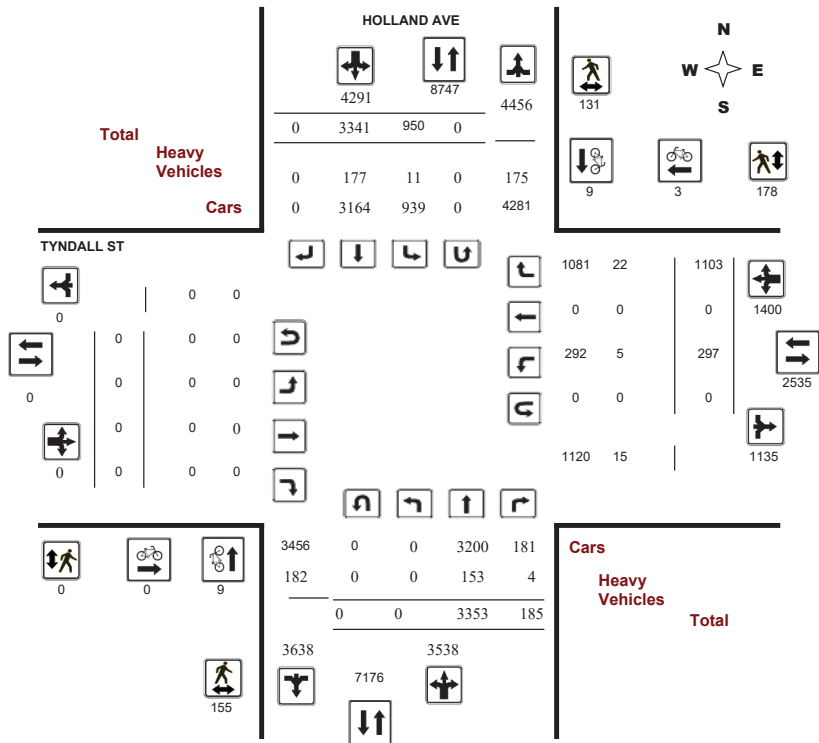 HOLLAND AVE
N
W E
S
4291 8747 4456 131
0 3341 950 0
Total
Heavy
Vehicles
Cars
0 177 11 0 175
0 3164 939 0 4281
9 3 178
TYNDALL ST
0 0 0
0 0 0
0
0 0 0
0 0 0
0 0 0 0
1081 22 1103
0 0 0 1400
292 5 297
2535
0 0 0
1120 15 1135
3456 0 0 3200 181
182 0 0 153 4
0 0 3353 185
Cars
Heavy
Vehicles
Total
0 0 9
3638 7176 3538
155